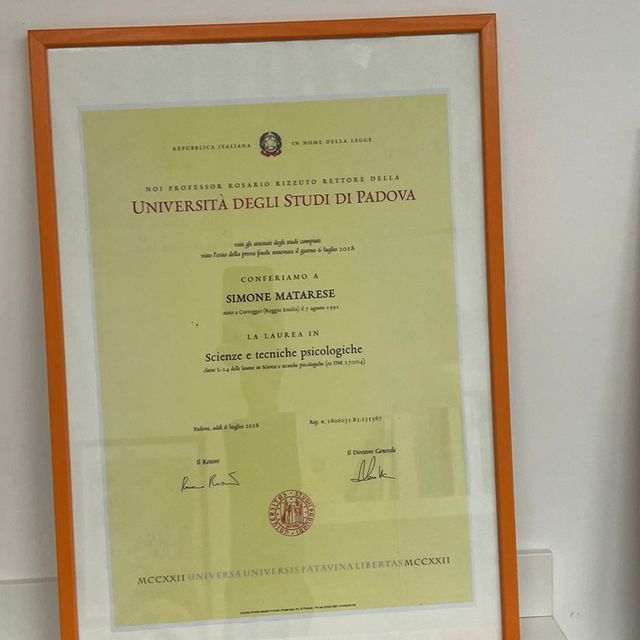 REPUBBLICA ITALIANA IN NOME DELLA LEGGE
NOI PROFESSOR ROSARIO RIZZUTO RETTORE DELLA
UNIVERSITÀ DEGLI STUDI DI PADOVA
visti gli attestati degli studi compiuti
visto l'esito della prova finale sostenuta il giorno 6 luglio 2018
CONFERIAMO A
SIMONE MATARESE
nato a Correggio (Reggio Emilia) il 7 agosto 1991
LA LAUREA IN
Scienze e tecniche psicologiche
classe L-24 delle lauree in Scienze e tecniche psicologiche (ex DM 270/04)
Padova, addì 6 luglio 2018 Reg. n. 1806031.B3.235567
Il Rettore Il Direttore Generale
MCCXXII UNIVERSA UNIVERSIS PATAVINA LIBERTAS MCCXXII